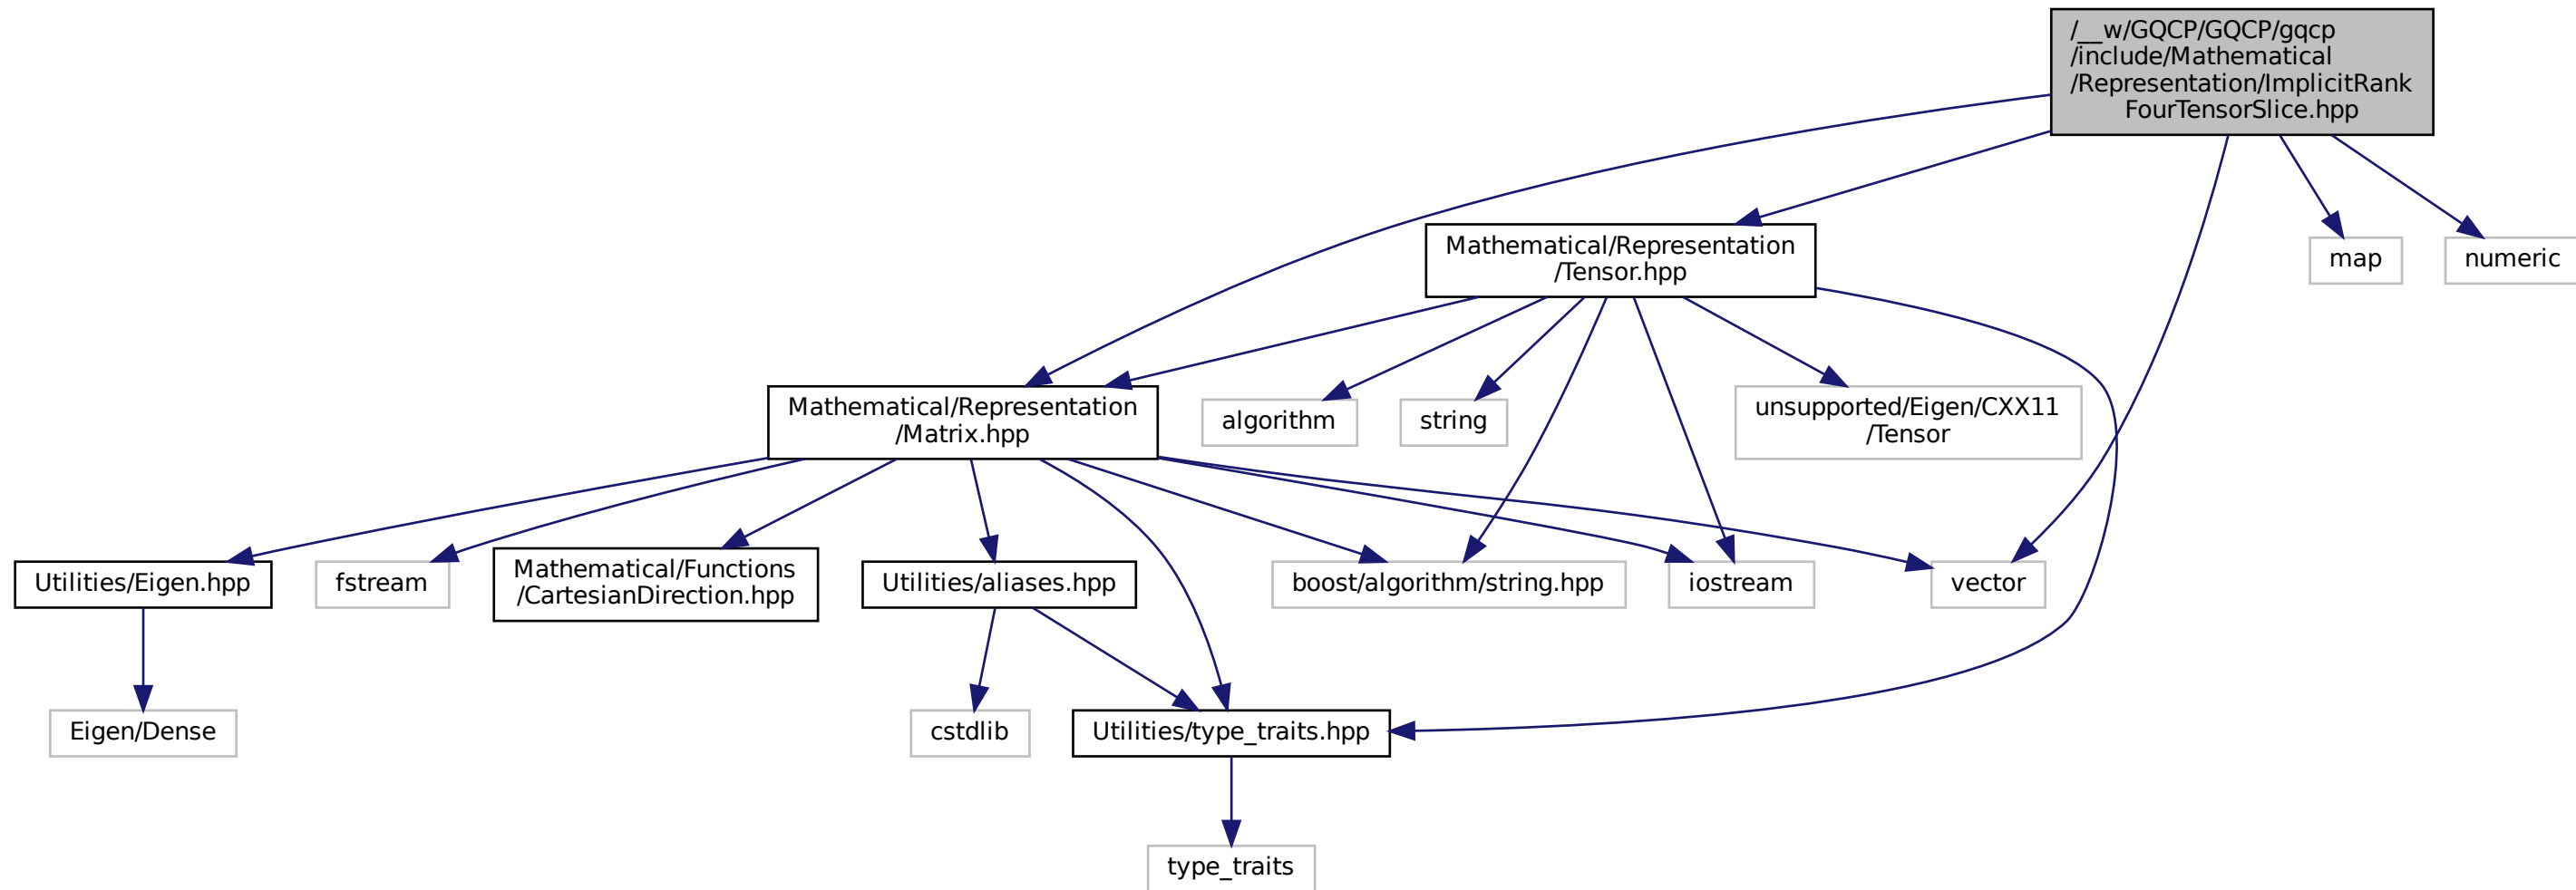 /__w/GQCP/GQCP/gqcp
/include/Mathematical
/Representation/ImplicitRank
FourTensorSlice.hpp
Mathematical/Representation
/Tensor.hpp
map
numeric
Mathematical/Representation
/Matrix.hpp
algorithm
string
unsupported/Eigen/CXX11
/Tensor
Utilities/Eigen.hpp
fstream
Mathematical/Functions
/CartesianDirection.hpp
Utilities/aliases.hpp
boost/algorithm/string.hpp
iostream
vector
Eigen/Dense
cstdlib
Utilities/type_traits.hpp
type_traits